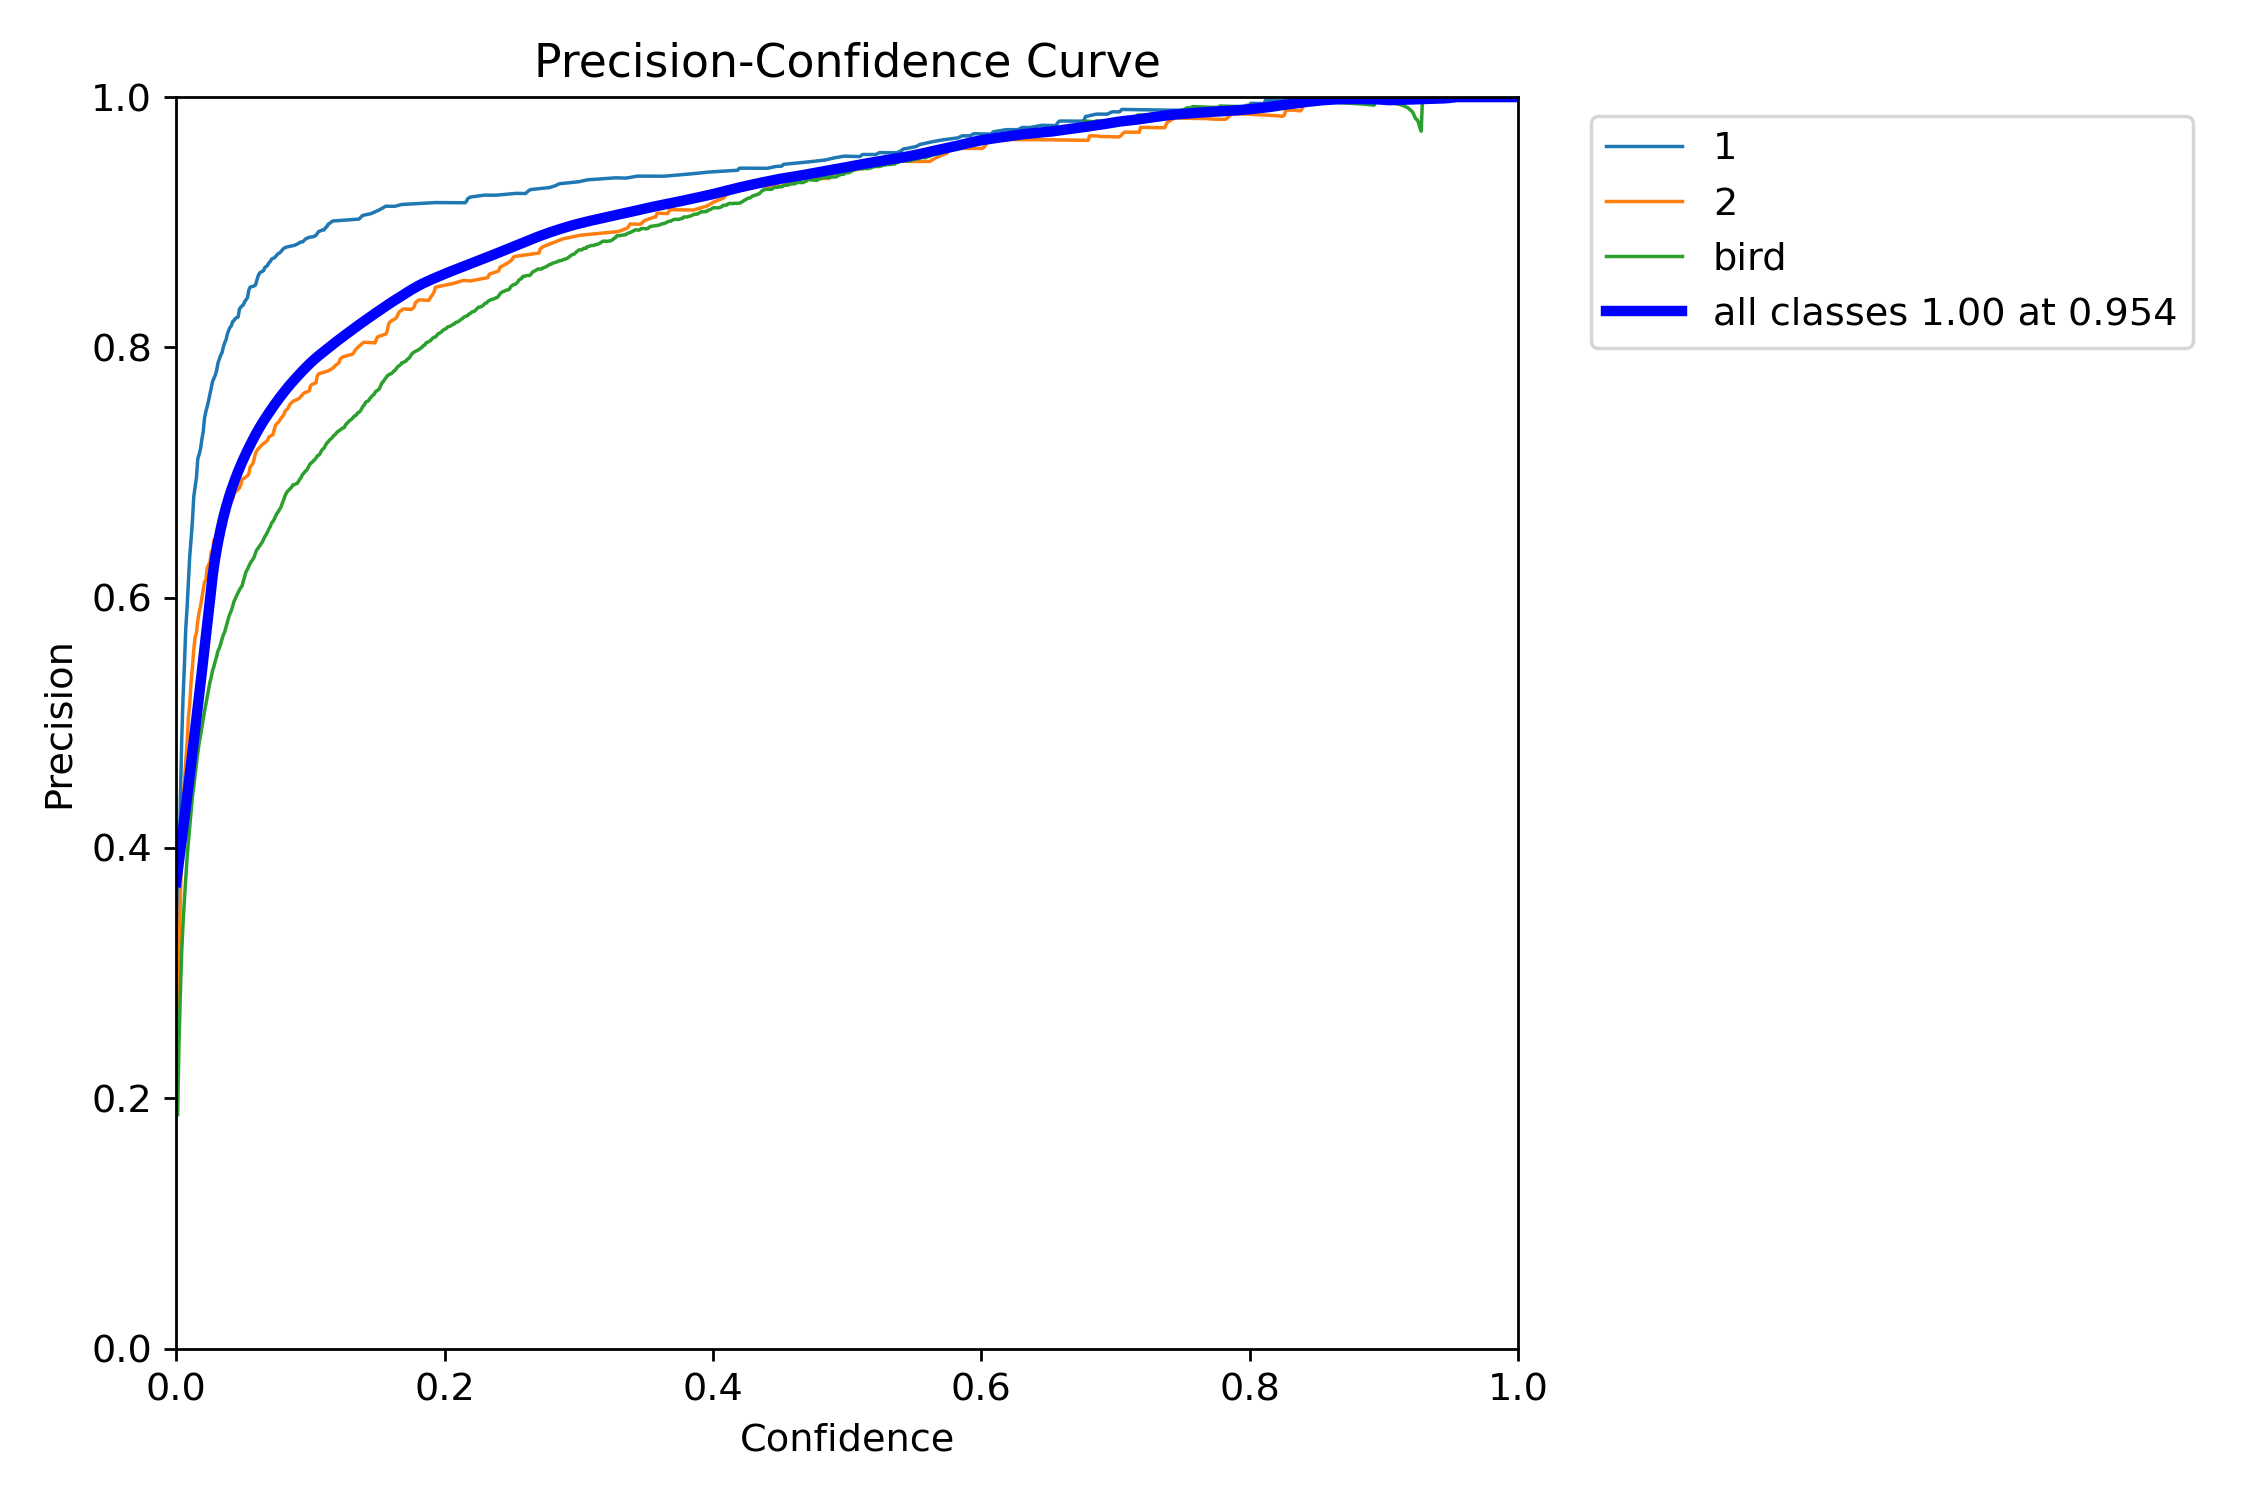 Precision-Confidence Curve
1.0
0.8
0.6
0.4
0.2
0.0
Precision
0.0 0.2 0.4 0.6 0.8 1.0
Confidence
1
2
bird
all classes 1.00 at 0.954